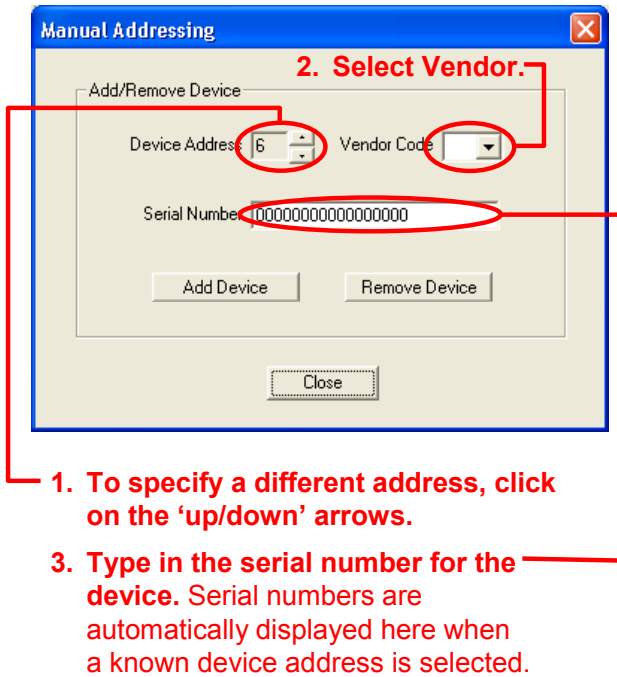 Manual Addressing
2. Select Vendor.
Add/Remove Device
Device Address 6 Vendor Code
Serial Number 00000000000000000
Add Device Remove Device
Close
1. To specify a different address, click
on the ‘up/down’ arrows.
3. Type in the serial number for the
device. Serial numbers are
automatically displayed here when
a known device address is selected.